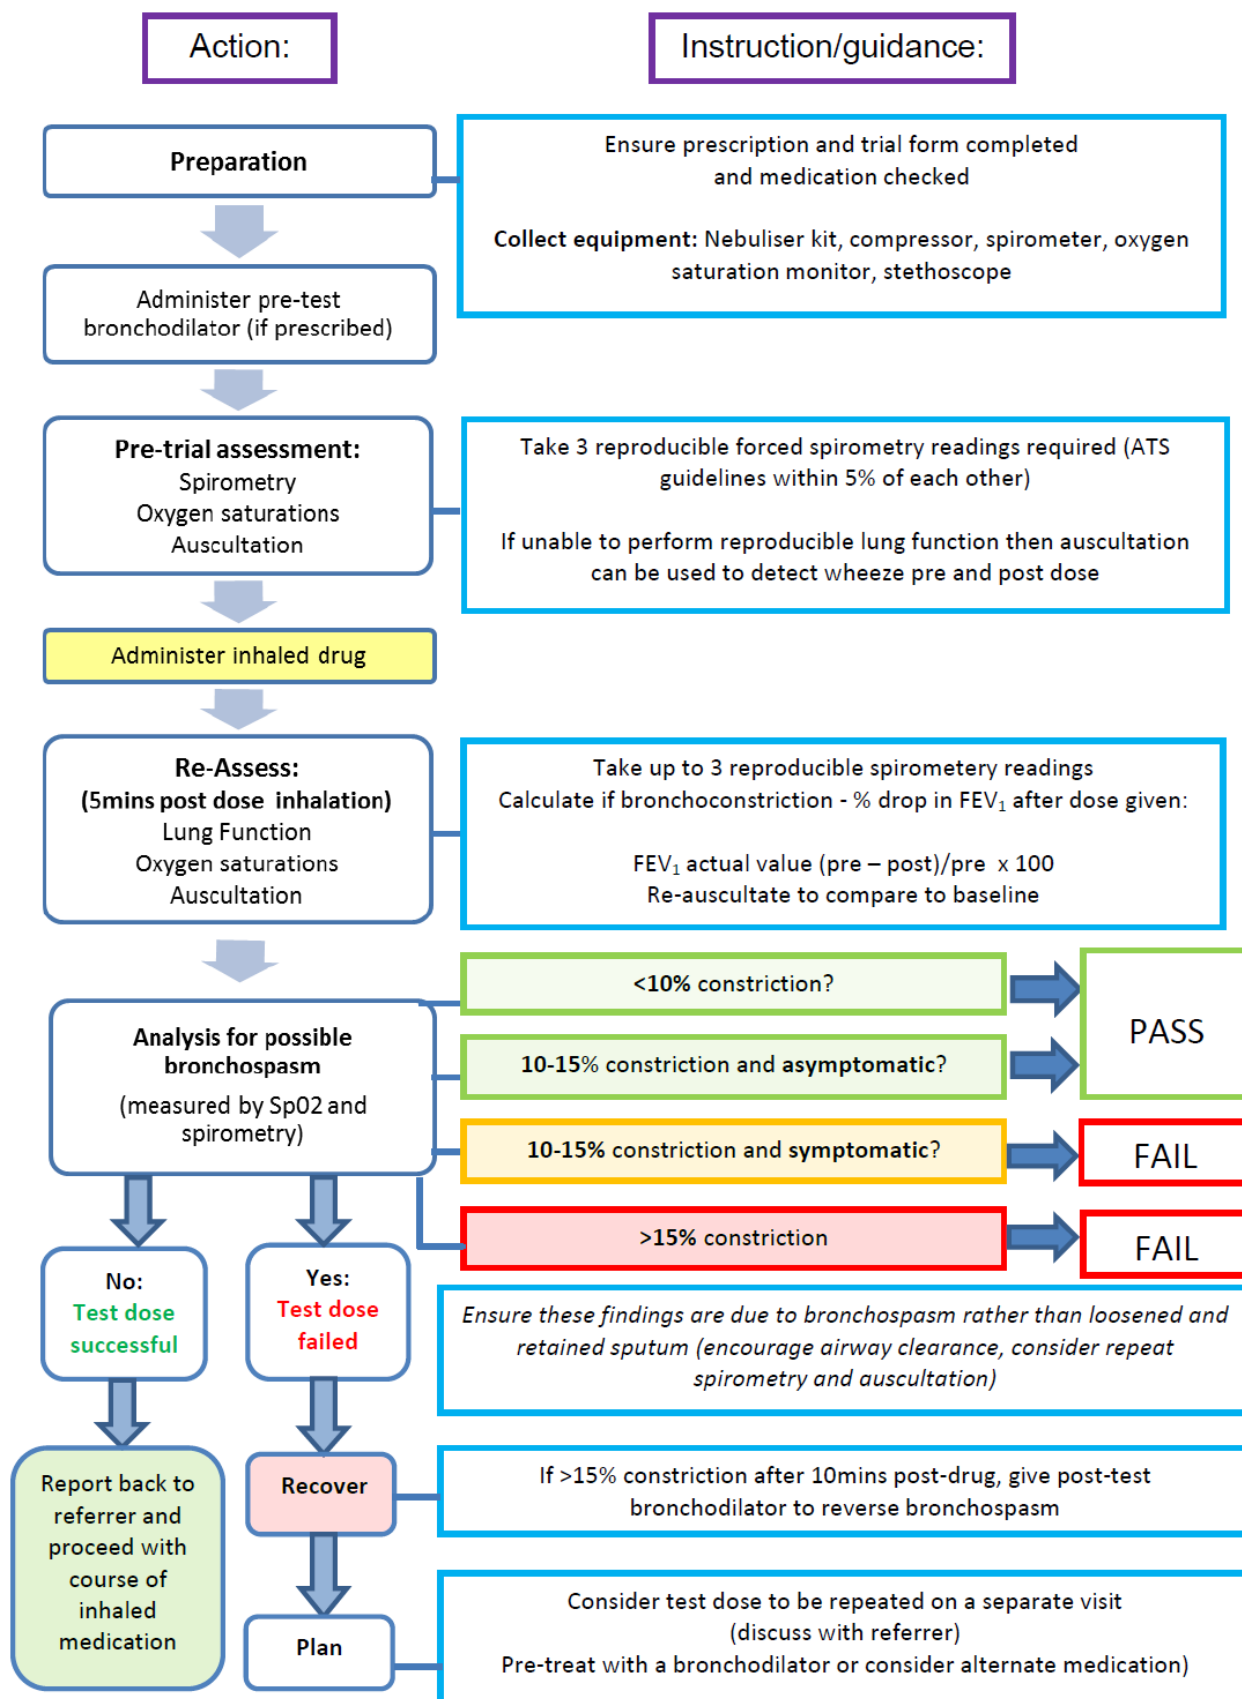 Action:
Instruction/guidance:
Preparation
Ensure prescription and trial form completed
and medication checked
Collect equipment: Nebuliser kit, compressor, spirometer, oxygen
saturation monitor, stethoscope
Administer pre-test
bronchodilator (if prescribed)
Pre-trial assessment:
Spirometry
Oxygen saturations
Auscultation
Take 3 reproducible forced spirometry readings required (ATS
guidelines within 5% of each other)
If unable to perform reproducible lung function then auscultation
can be used to detect wheeze pre and post dose
Administer inhaled drug
Re-Assess:
(5mins post dose inhalation)
Lung Function
Oxygen saturations
Auscultation
Take up to 3 reproducible spirometery readings
Calculate if bronchoconstriction - % drop in FEV₁ after dose given:
FEV₁ actual value (pre – post)/pre x 100
Re-auscultate to compare to baseline
Analysis for possible
bronchospasm
(measured by Sp02 and
spirometry)
<10% constriction?
10-15% constriction and asymptomatic?
PASS
10-15% constriction and symptomatic?
FAIL
>15% constriction
FAIL
No:
Test dose
successful
Yes:
Test dose
failed
Ensure these findings are due to bronchospasm rather than loosened and
retained sputum (encourage airway clearance, consider repeat
spirometry and auscultation)
Report back to
referrer and
proceed with
course of
inhaled
medication
Recover
If >15% constriction after 10mins post-drug, give post-test
bronchodilator to reverse bronchospasm
Plan
Consider test dose to be repeated on a separate visit
(discuss with referrer)
Pre-treat with a bronchodilator or consider alternate medication)